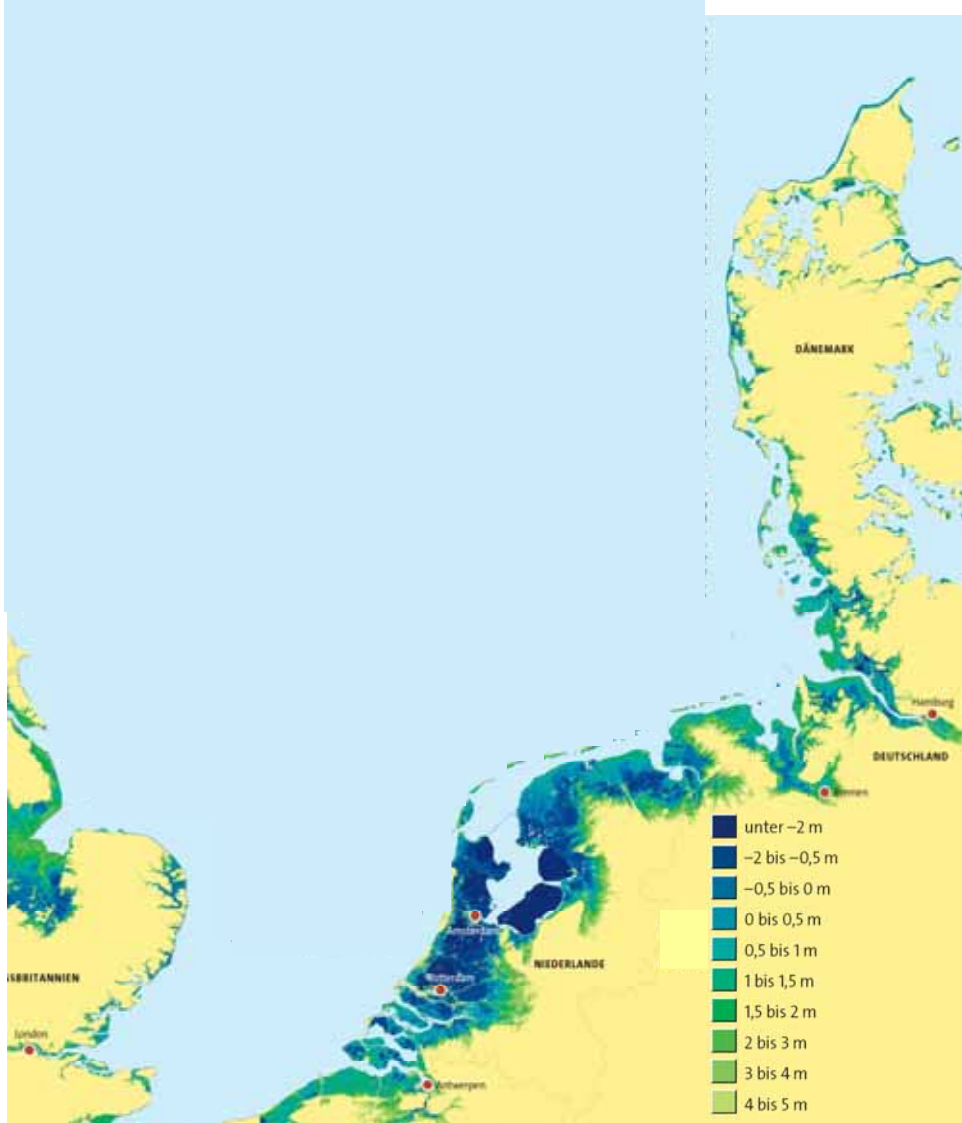 DÄNEMARK
Hamburg
DEUTSCHLAND
Bremen
unter –2 m
–2 bis –0,5 m
–0,5 bis 0 m
0 bis 0,5 m
0,5 bis 1 m
1 bis 1,5 m
1,5 bis 2 m
2 bis 3 m
3 bis 4 m
4 bis 5 m
Amsterdam
NIEDERLANDE
SBRITANNIEN
Rotterdam
London
Antwerpen